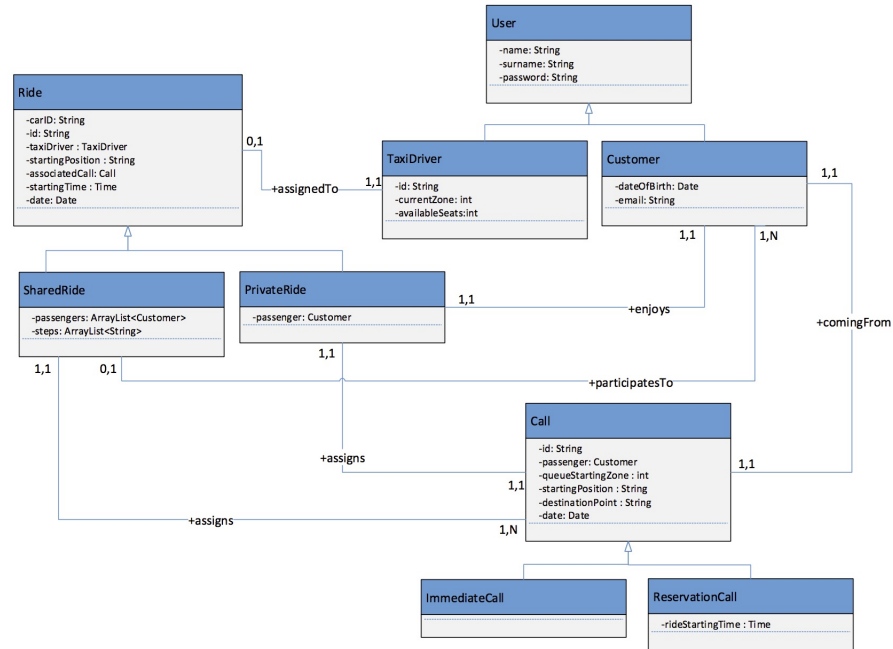 User
-name: String
-surname: String
-password: String
Ride
-carID: String
-id: String
-taxiDriver : TaxiDriver
-startingPosition : String
-associatedCall: Call
-startingTime : Time
-date: Date
0,1
+assignedTo
1,1
TaxiDriver
-id: String
-currentZone: int
-availableSeats:int
Customer
-dateOfBirth: Date
-email: String
1,1
1,1
1,N
SharedRide
-passengers: ArrayList<Customer>
-steps: ArrayList<String>
PrivateRide
-passenger: Customer
1,1
+enjoys
+comingFrom
1,1
0,1
1,1
+participatesTo
Call
-id: String
-passenger: Customer
-queueStartingZone : int
-startingPosition : String
-destinationPoint : String
-date: Date
+assigns
1,1
1,1
+assigns
1,N
ImmediateCall
ReservationCall
-rideStartingTime : Time